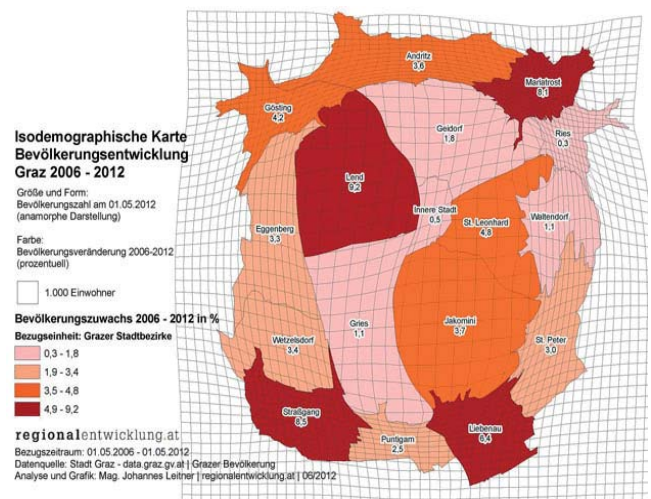 Andritz
3,6
Mariatrost
8,1
Gösting
4,2
Geidorf
1,8
Ries
0,3
Isodemographische Karte
Bevölkerungsentwicklung
Graz 2006 - 2012
Größe und Form:
Bevölkerungszahl am 01.05.2012
(anamorphe Darstellung)
Farbe:
Bevölkerungsveränderung 2006-2012
(prozentuell)
1.000 Einwohner
Lend
9,2
Innere Stadt
0,5
St. Leonhard
4,8
Waltendorf
1,1
Eggenberg
3,3
Bevölkerungszuwachs 2006 - 2012 in %
Bezugseinheit: Grazer Stadtbezirke
0,3 - 1,8
1,9 - 3,4
3,5 - 4,8
4,9 - 9,2
Gries
1,1
Jakomini
3,7
Wetzelsdorf
3,4
St. Peter
3,0
Straßgang
6,5
Puntigam
2,5
Liebenau
6,4
regionalentwicklung.at
Bezugszeitraum: 01.05.2006 - 01.05.2012
Datenquelle: Stadt Graz - data.graz.gv.at | Grazer Bevölkerung
Analyse und Grafik: Mag. Johannes Leitner | regionalentwicklung.at | 06/2012